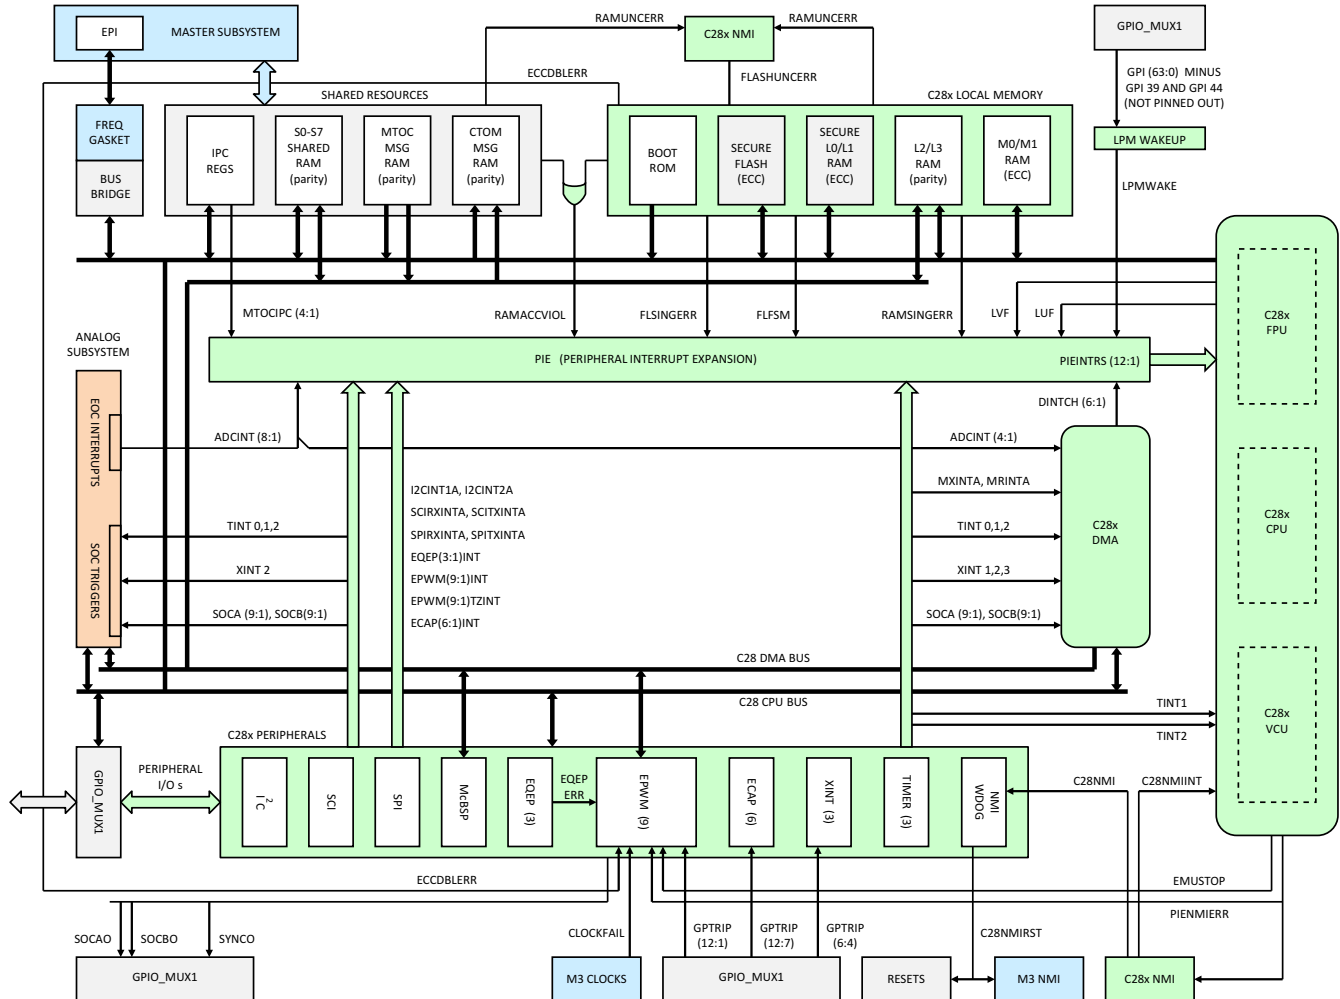 EPI
MASTER SUBSYSTEM
RAMUNCERR
C28x NMI
RAMUNCERR
GPIO_MUX1
ECCDBLERR
FLASHUNCERR
GPI (63:0) MINUS
GPI 39 AND GPI 44
(NOT PINNED OUT)
SHARED RESOURCES
C28x LOCAL MEMORY
FREQ
GASKET
BUS
BRIDGE
IPC
REGS
S0-S7
SHARED
RAM
(parity)
MTOC
MSG
RAM
(parity)
CTOM
MSG
RAM
(parity)
BOOT
ROM
SECURE
FLASH
(ECC)
SECURE
L0/L1
RAM
(ECC)
L2/L3
RAM
(parity)
M0/M1
RAM
(ECC)
LPM WAKEUP
LPMWAKE
MTOCIPC (4:1)
RAMACCVIOL
FLSINGERR
FLFSM
RAMSINGERR
LVF
LUF
C28x
FPU
ANALOG
SUBSYSTEM
PIE (PERIPHERAL INTERRUPT EXPANSION)
PIEINTRS (12:1)
DINTCH (6:1)
EOC INTERRUPTS
ADCINT (8:1)
ADCINT (4:1)
I2CINT1A, I2CINT2A
MXINTA, MRINTA
SCIRXINTA, SCITXINTA
SOC TRIGGERS
TINT 0,1,2
SPIRXINTA, SPITXINTA
TINT 0,1,2
C28x
DMA
C28x
CPU
EQEP(3:1)INT
XINT 2
EPWM(9:1)INT
XINT 1,2,3
EPWM(9:1)TZINT
SOCA (9:1), SOCB(9:1)
ECAP(6:1)INT
SOCA (9:1), SOCB(9:1)
C28 DMA BUS
C28 CPU BUS
TINT1
TINT2
C28x
VCU
C28x PERIPHERALS
GPIO_MUX1
PERIPHERAL
I/O s
I2C
SCI
SPI
McBSP
EQEP (3)
EQEP
ERR
EPWM (9)
ECAP (6)
XINT (3)
TIMER (3)
NMI
WDOG
C28NMI
C28NMIINT
ECCDBLERR
EMUSTOP
PIENMIERR
SOCAO
SOCBO
SYNCO
CLOCKFAIL
GPTRIP
(12:1)
GPTRIP
(12:7)
GPTRIP
(6:4)
C28NMIRST
GPIO_MUX1
M3 CLOCKS
GPIO_MUX1
RESETS
M3 NMI
C28x NMI